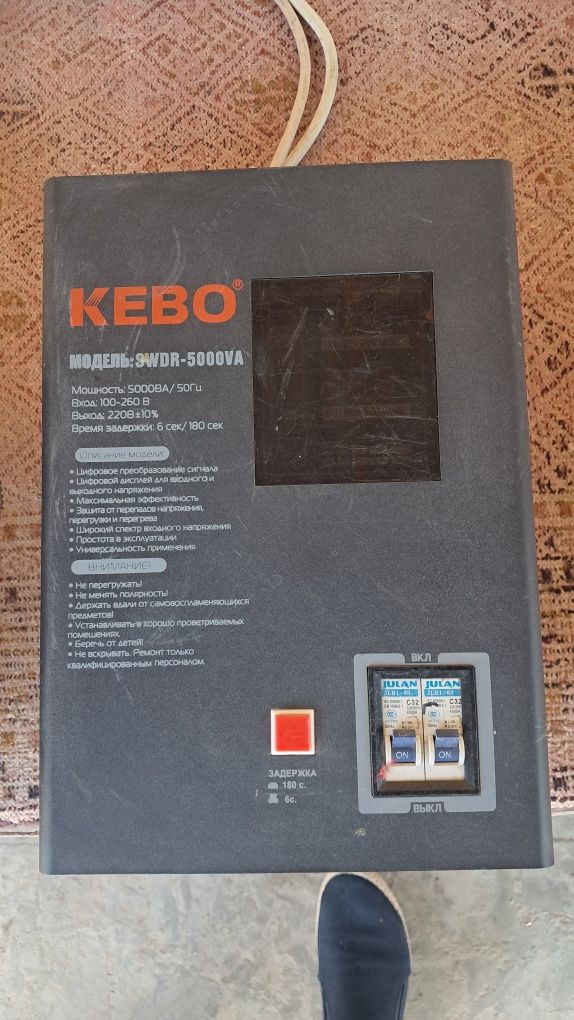 KEBO®
МОДЕЛЬ: SWDR-5000VA
Мощность: 5000ВА/ 50Гц
Вход: 100-260 В
Выход: 220В±10%
Время задержки: 6 сек/ 180 сек
Описание модели
• Цифровое преобразование сигнала
• Цифровой дисплей для входного и
выходного напряжения
• Максимальная эффективность
• Защита от перепадов напряжения,
перегрузки и перегрева
• Широкий спектр входного напряжения
• Простота в эксплуатации
• Универсальность применения
ВНИМАНИЕ!
• Не перегружать!
• Не менять полярность!
• Держать вдали от самовоспламеняющихся
предметов!
• Устанавливать в хорошо проветриваемых
помещениях.
• Беречь от детей!
• Не вскрывать. Ремонт только
квалифицированным персоналом.
ВКЛ
JULAN JULAN
JLB1-63 JLB1-63
C32 C32
ON ON
ВЫКЛ
ЗАДЕРЖКА
180 с.
6с.